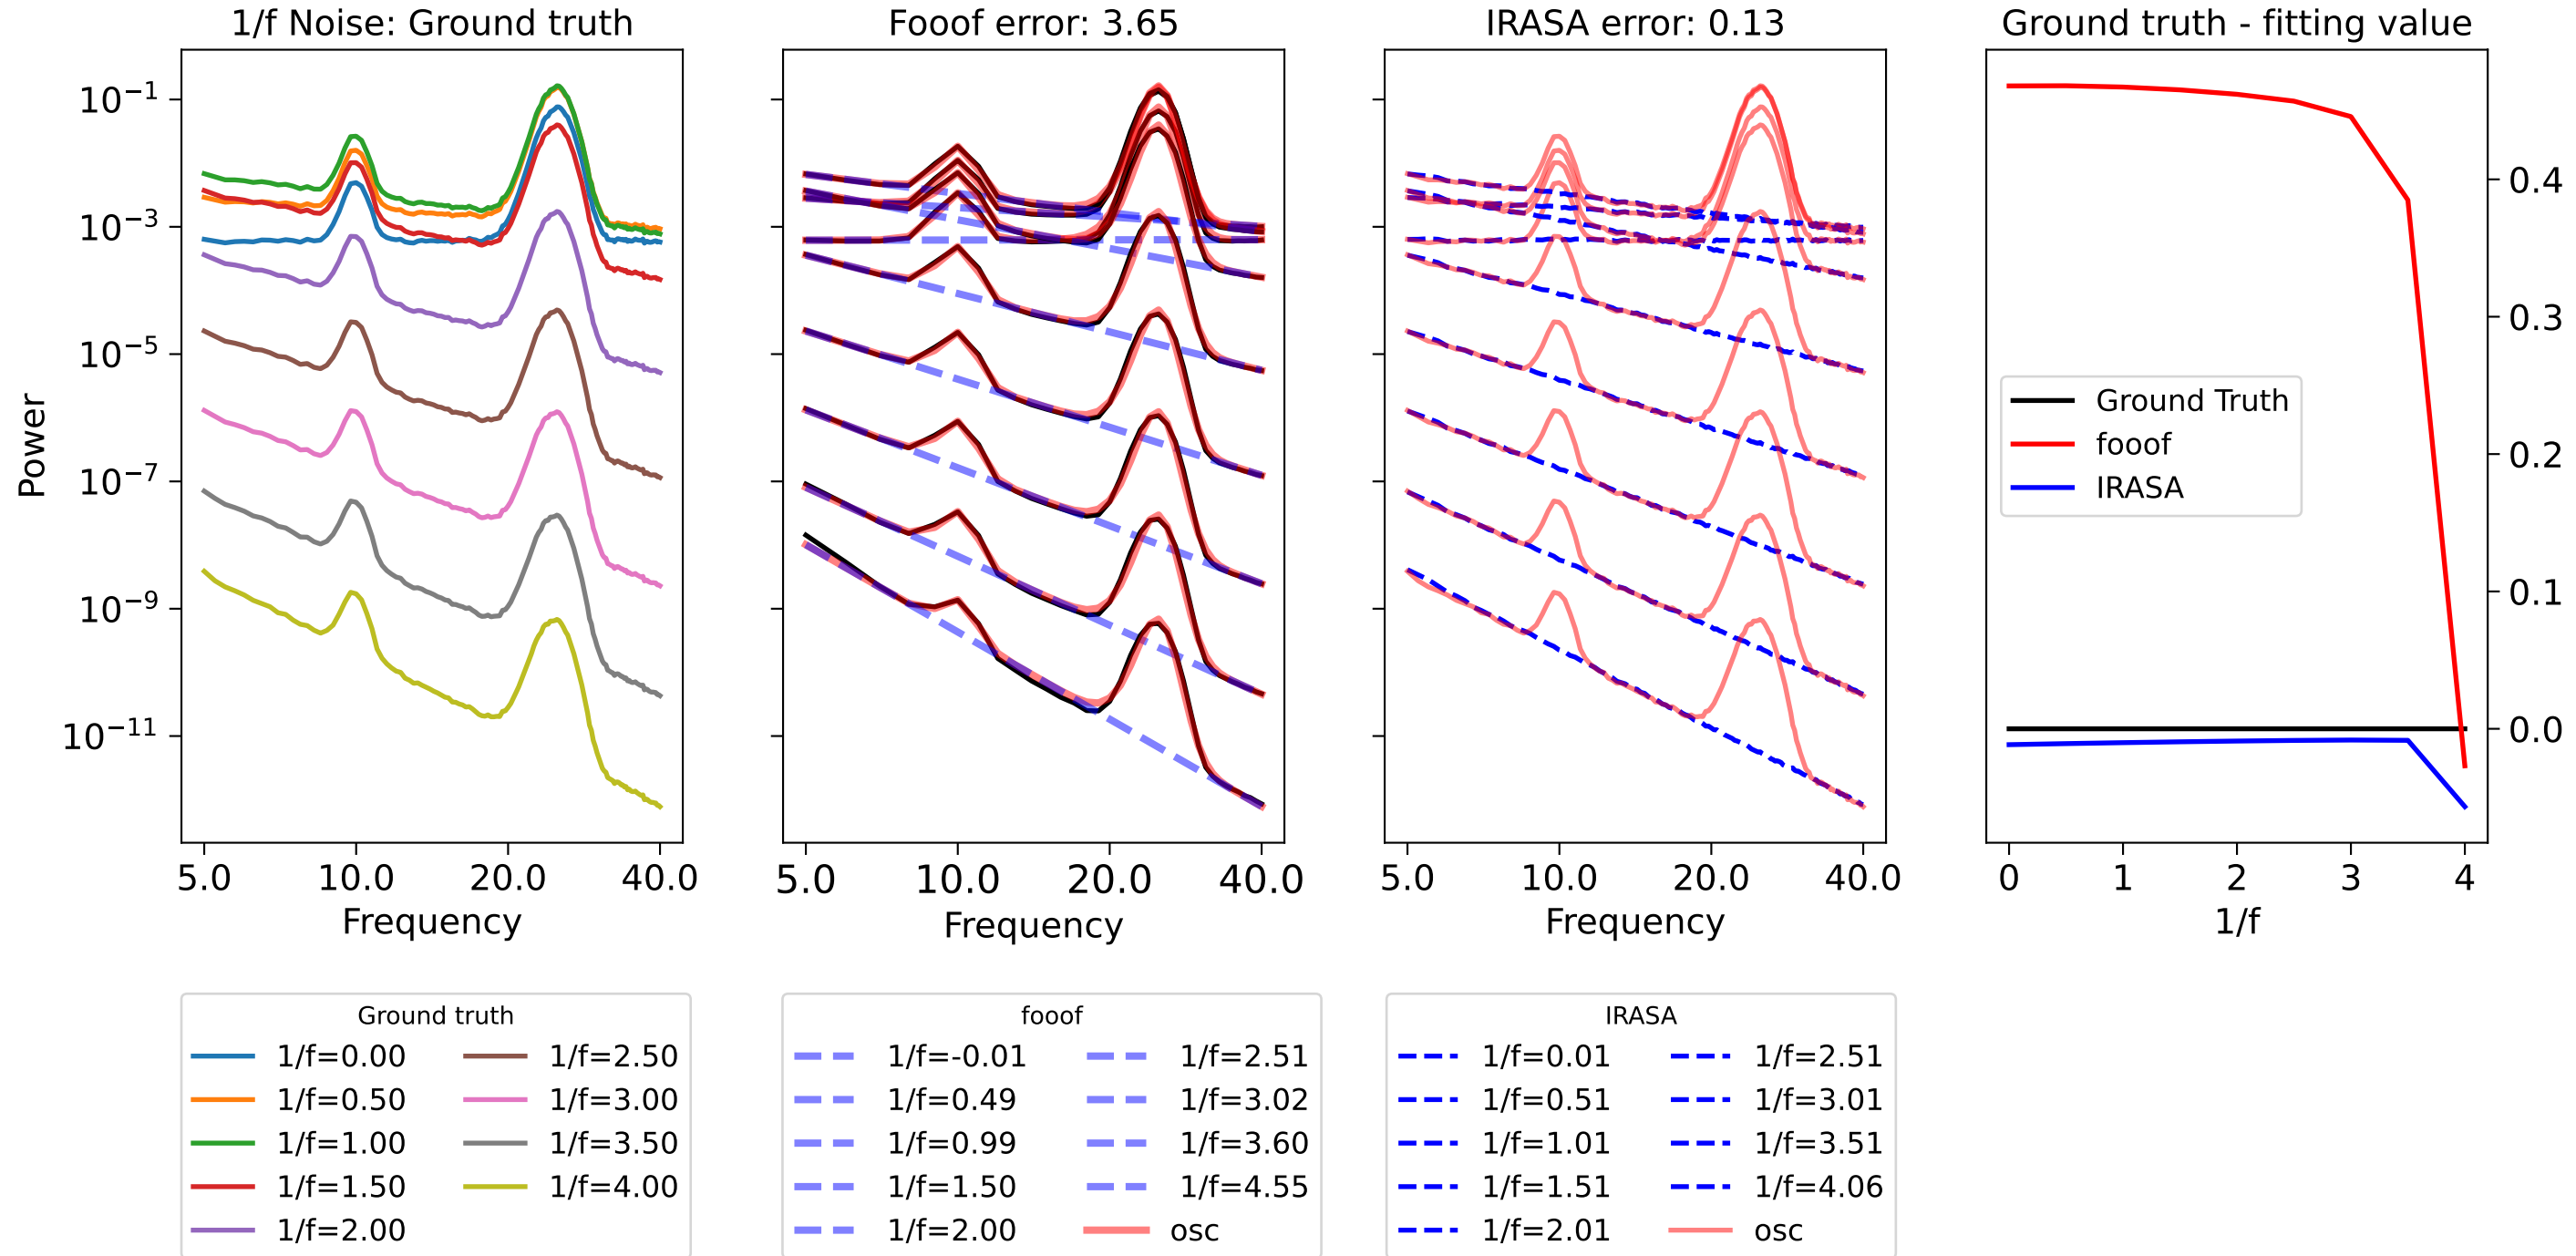 1/f Noise: Ground truth
Fooof error: 3.65
IRASA error: 0.13
Ground truth - fitting value
Power
10⁻¹
10⁻³
10⁻⁵
10⁻⁷
10⁻⁹
10⁻¹¹
5.0 10.0 20.0 40.0
Frequency
5.0 10.0 20.0 40.0
Frequency
5.0 10.0 20.0 40.0
Frequency
Ground Truth
fooof
IRASA
0.4
0.3
0.2
0.1
0.0
0 1 2 3 4
1/f
Ground truth
1/f=0.00
1/f=0.50
1/f=1.00
1/f=1.50
1/f=2.00
1/f=2.50
1/f=3.00
1/f=3.50
1/f=4.00
fooof
1/f=-0.01
1/f=0.49
1/f=0.99
1/f=1.50
1/f=2.00
1/f=2.51
1/f=3.02
1/f=3.60
1/f=4.55
osc
IRASA
1/f=0.01
1/f=0.51
1/f=1.01
1/f=1.51
1/f=2.01
1/f=2.51
1/f=3.01
1/f=3.51
1/f=4.06
osc